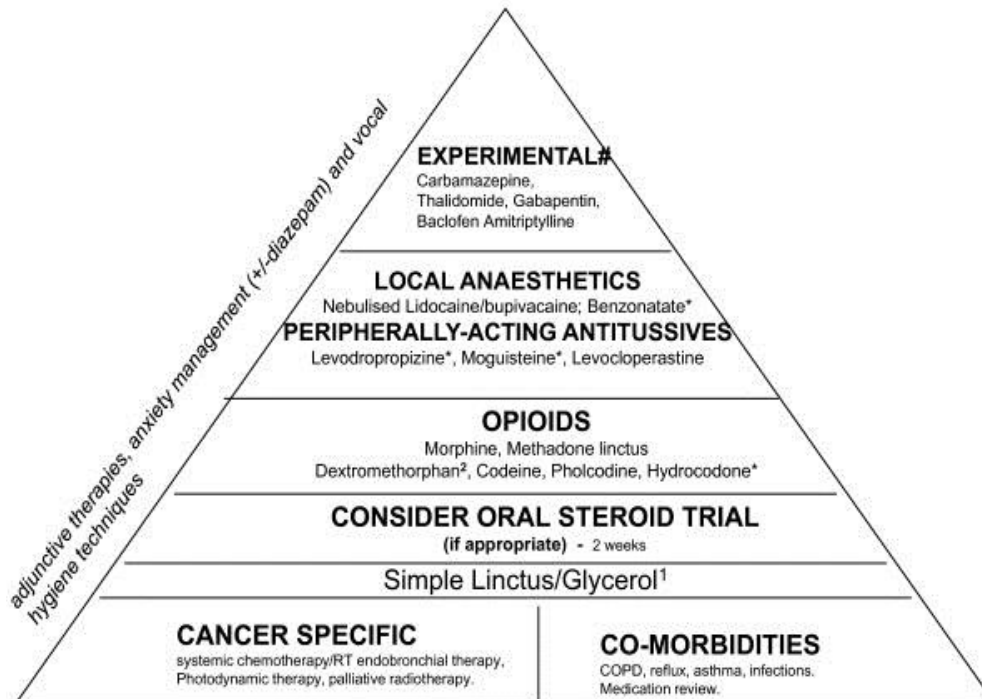 adjunctive therapies, anxiety management (+/-diazepam) and vocal
hygiene techniques
EXPERIMENTAL#
Carbamazepine,
Thalidomide, Gabapentin,
Baclofen Amitriptylline
LOCAL ANAESTHETICS
Nebulised Lidocaine/bupivacaine; Benzonatate*
PERIPHERALLY-ACTING ANTITUSSIVES
Levodropropizine*, Moguisteine*, Levocloperastine
OPIOIDS
Morphine, Methadone linctus
Dextromethorphan², Codeine, Pholcodine, Hydrocodone*
CONSIDER ORAL STEROID TRIAL
(if appropriate) - 2 weeks
Simple Linctus/Glycerol¹
CANCER SPECIFIC
systemic chemotherapy/RT endobronchial therapy,
Photodynamic therapy, palliative radiotherapy.
CO-MORBIDITIES
COPD, reflux, asthma, infections.
Medication review.